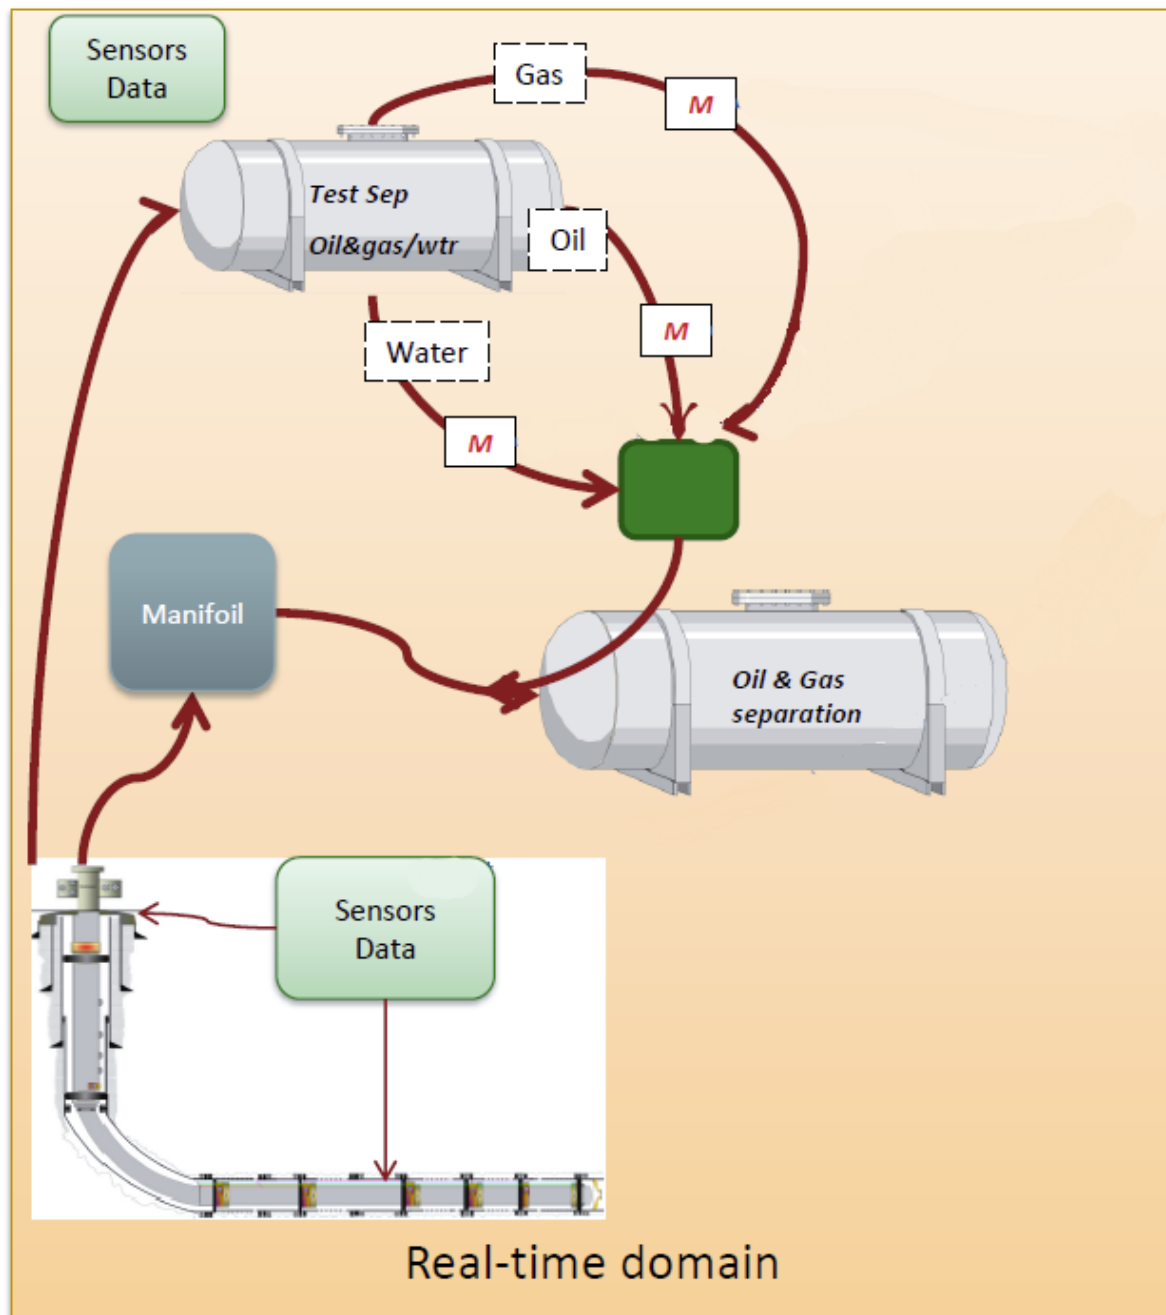 Sensors
Data
Gas
M
Test Sep
Oil&gas/wtr
Oil
M
Water
M
Manifoil
Oil & Gas
separation
Sensors
Data
Real-time domain